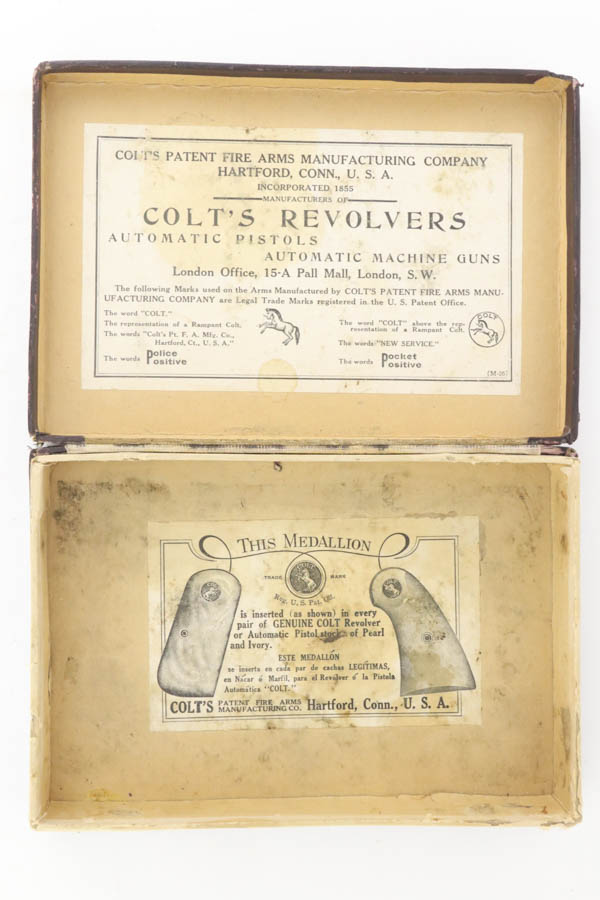 COLT'S PATENT FIRE ARMS MANUFACTURING COMPANY
HARTFORD, CONN., U. S. A.
INCORPORATED 1855
MANUFACTURERS OF
COLT'S REVOLVERS
AUTOMATIC PISTOLS
AUTOMATIC MACHINE GUNS
London Office, 15-A Pall Mall, London, S. W.
The following Marks used on the Arms Manufactured by COLT'S PATENT FIRE ARMS MANU-
FACTURING COMPANY are Legal Trade Marks registered in the U. S. Patent Office.
The word "COLT."
The representation of a Rampant Colt.
The words "Colt's Pt. F. A. Mfg. Co.,
Hartford, Ct., U. S. A."
The words Police Positive
The word "COLT" above the rep-
resentation of a Rampant Colt.
COLT
The words "NEW SERVICE."
The words Pocket Positive
THIS MEDALLION
TRADE MARK
Reg. U. S. Pat. Off.
is inserted (as shown) in every
pair of GENUINE COLT Revolver
or Automatic Pistol stocks of Pearl
and Ivory.
ESTE MEDALLÓN
se inserta en cada par de cachas LEGÍTIMAS,
en Nácar ó Marfil, para el Revólver ó la Pistola
Automática "COLT."
COLT'S PATENT FIRE ARMS MANUFACTURING CO. Hartford, Conn., U. S. A.